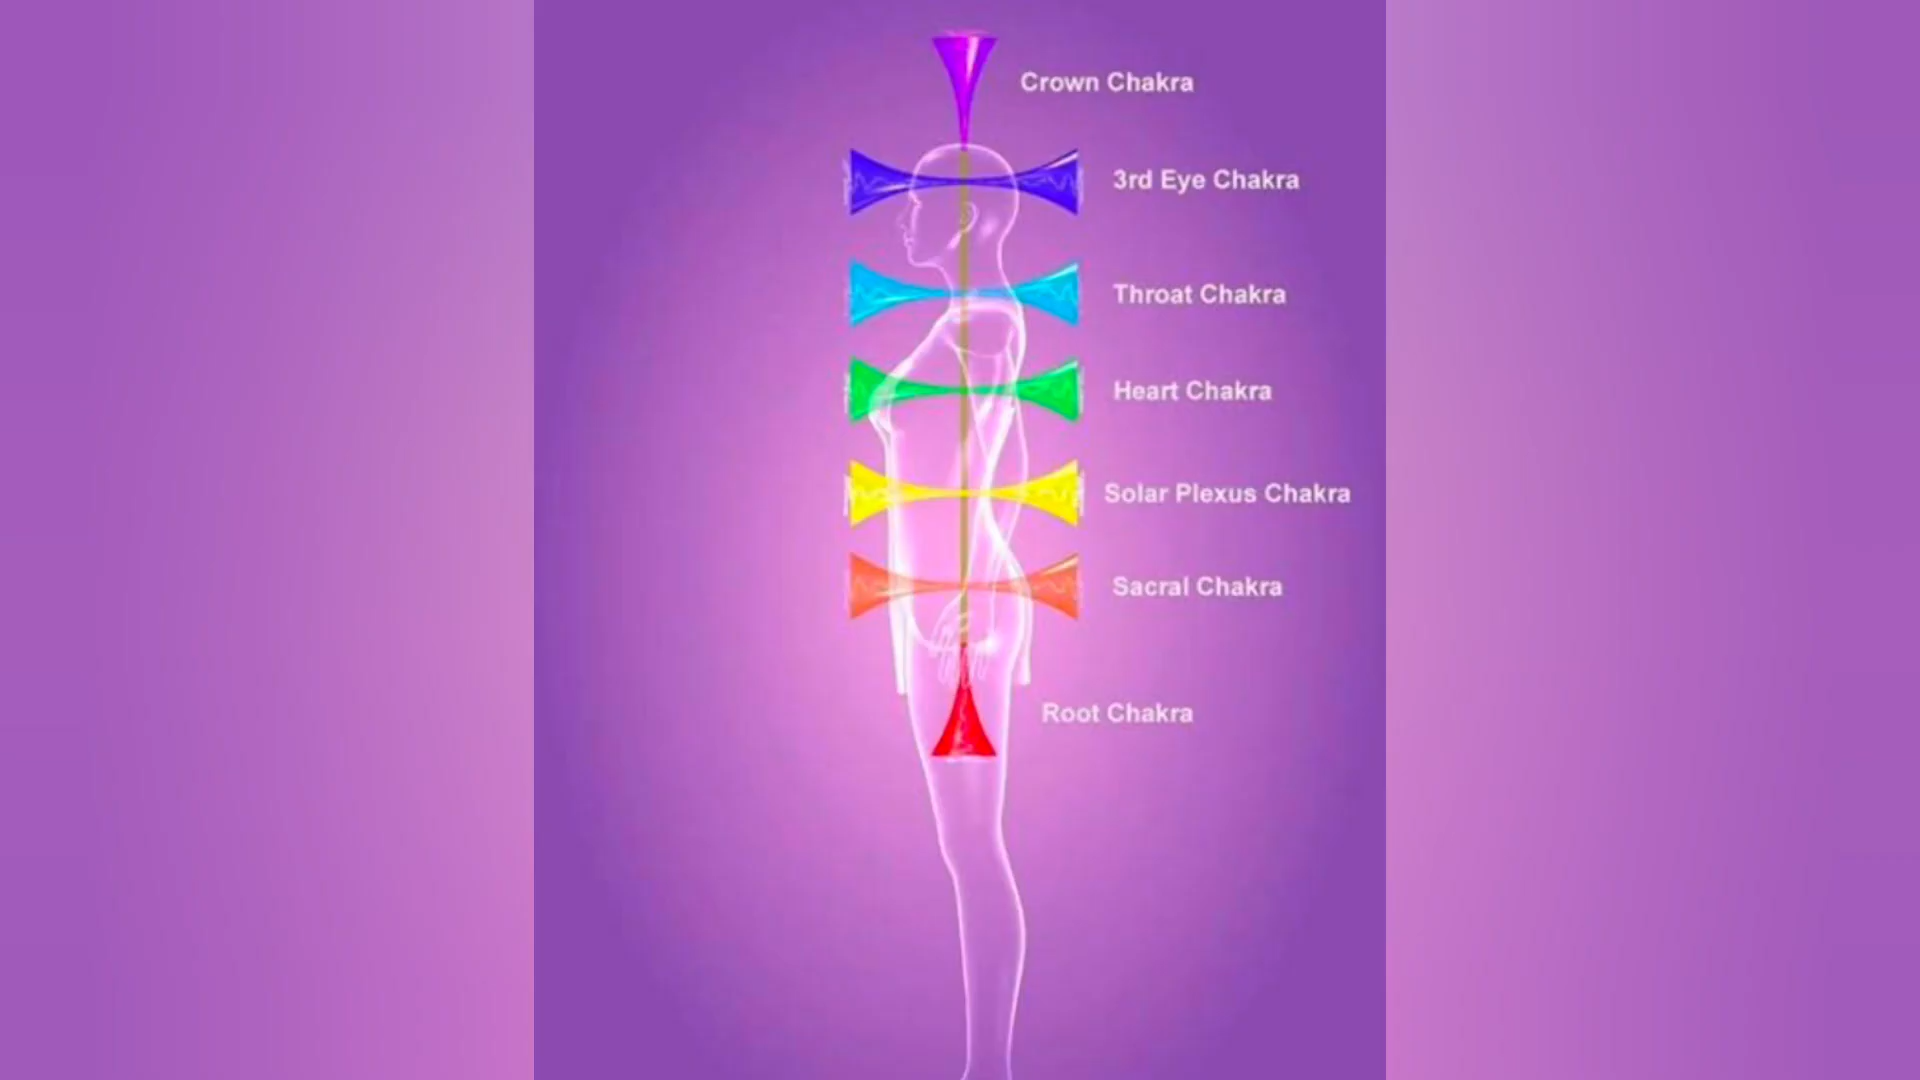 Crown Chakra
3rd Eye Chakra
Throat Chakra
Heart Chakra
Solar Plexus Chakra
Sacral Chakra
Root Chakra